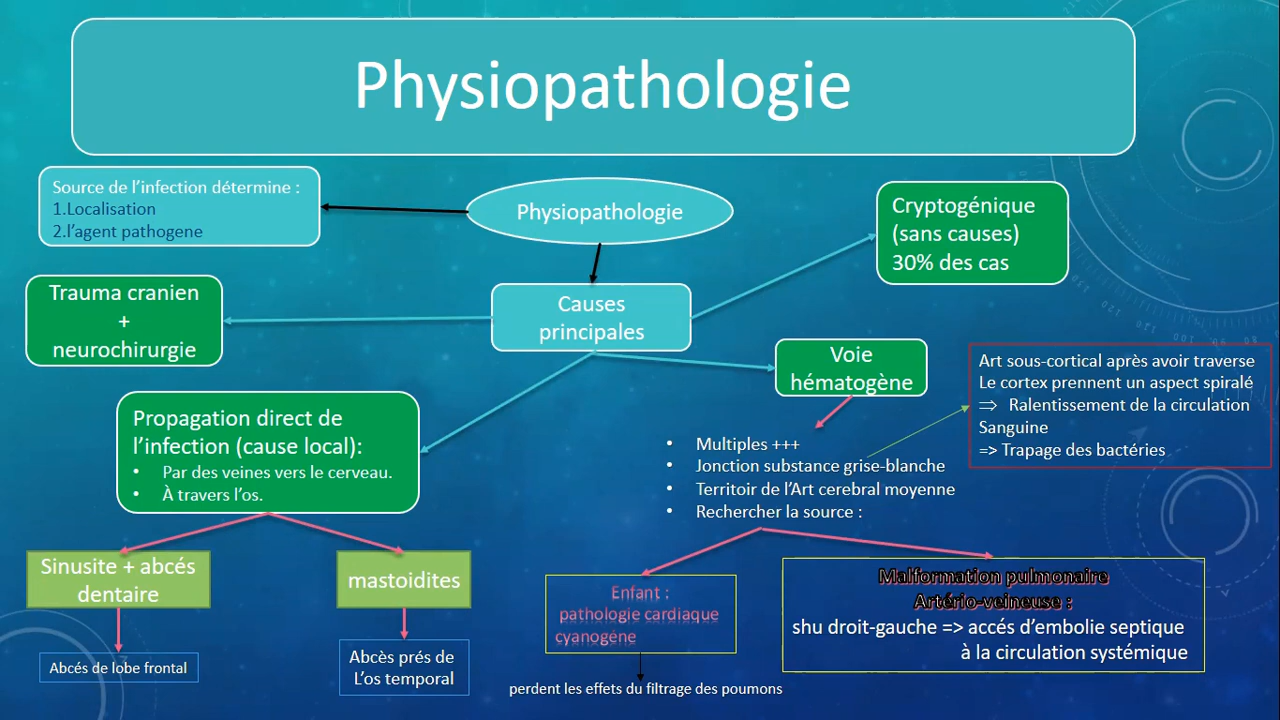 Physiopathologie
Source de l’infection détermine :
1.Localisation
2.l’agent pathogene
Physiopathologie
Cryptogénique
(sans causes)
30% des cas
Trauma cranien
+
neurochirurgie
Causes
principales
Voie
hématogène
Art sous-cortical après avoir traverse
Le cortex prennent un aspect spiralé
⇒ Ralentissement de la circulation
Sanguine
=> Trapage des bactéries
Propagation direct de
l’infection (cause local):
• Par des veines vers le cerveau.
• À travers l’os.
• Multiples +++
• Jonction substance grise-blanche
• Territoir de l’Art cerebral moyenne
• Rechercher la source :
Sinusite + abcés
dentaire
mastoidites
Enfant :
pathologie cardiaque
cyanogéne
Malformation pulmonaire
Artério-veineuse :
shu droit-gauche => accés d’embolie septique
à la circulation systémique
Abcés de lobe frontal
Abcès prés de
L’os temporal
perdent les effets du filtrage des poumons